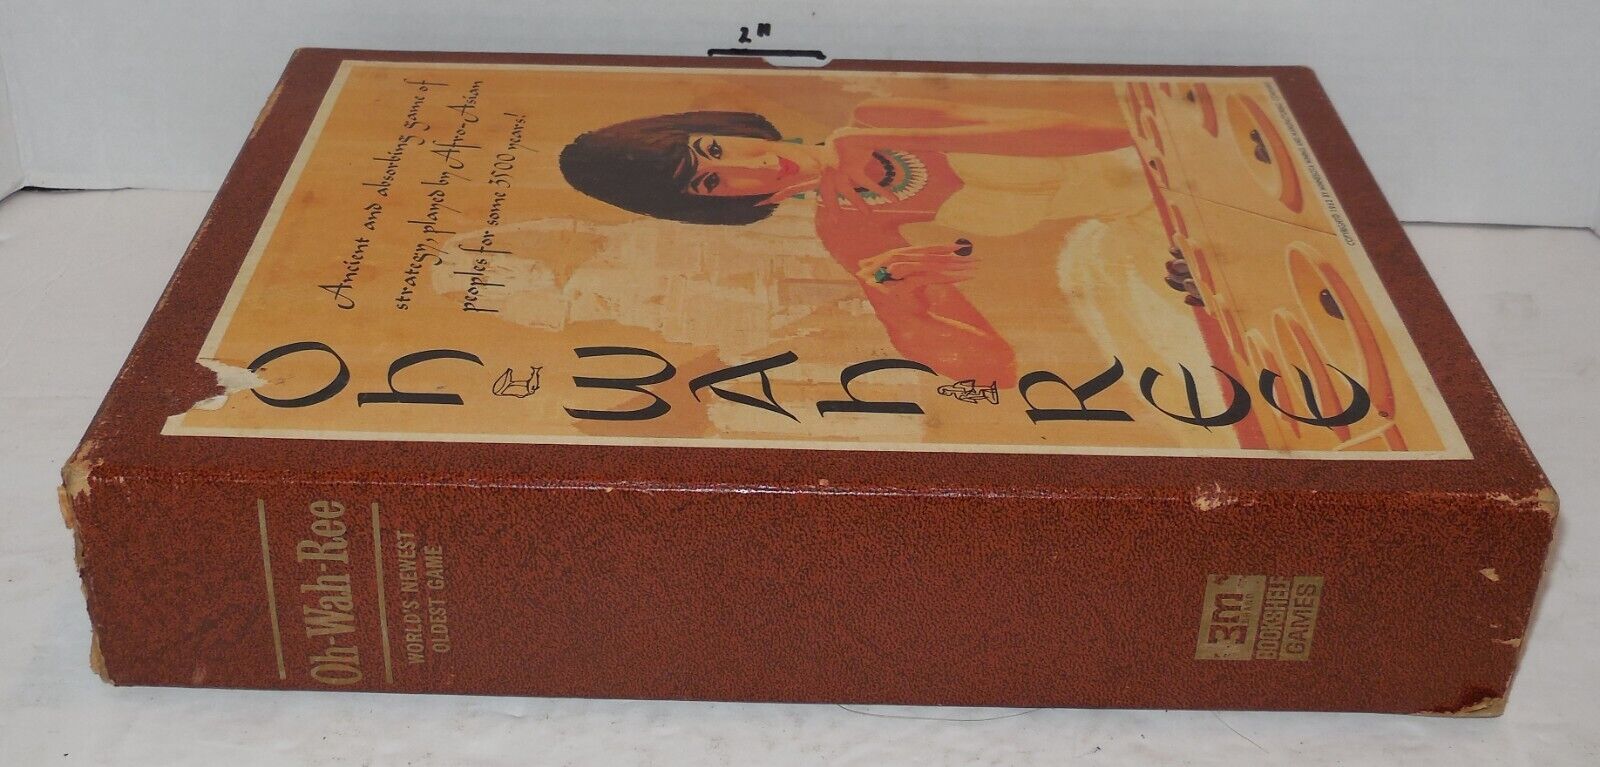 2"
Ancient and absorbing game of
strategy, played by Afro-Asian
peoples for some 3500 years!
Oh WAh Ree
®
Oh-Wah-Ree
WORLD'S NEWEST
OLDEST GAME
3m
BRAND
BOOKSHELF
GAMES